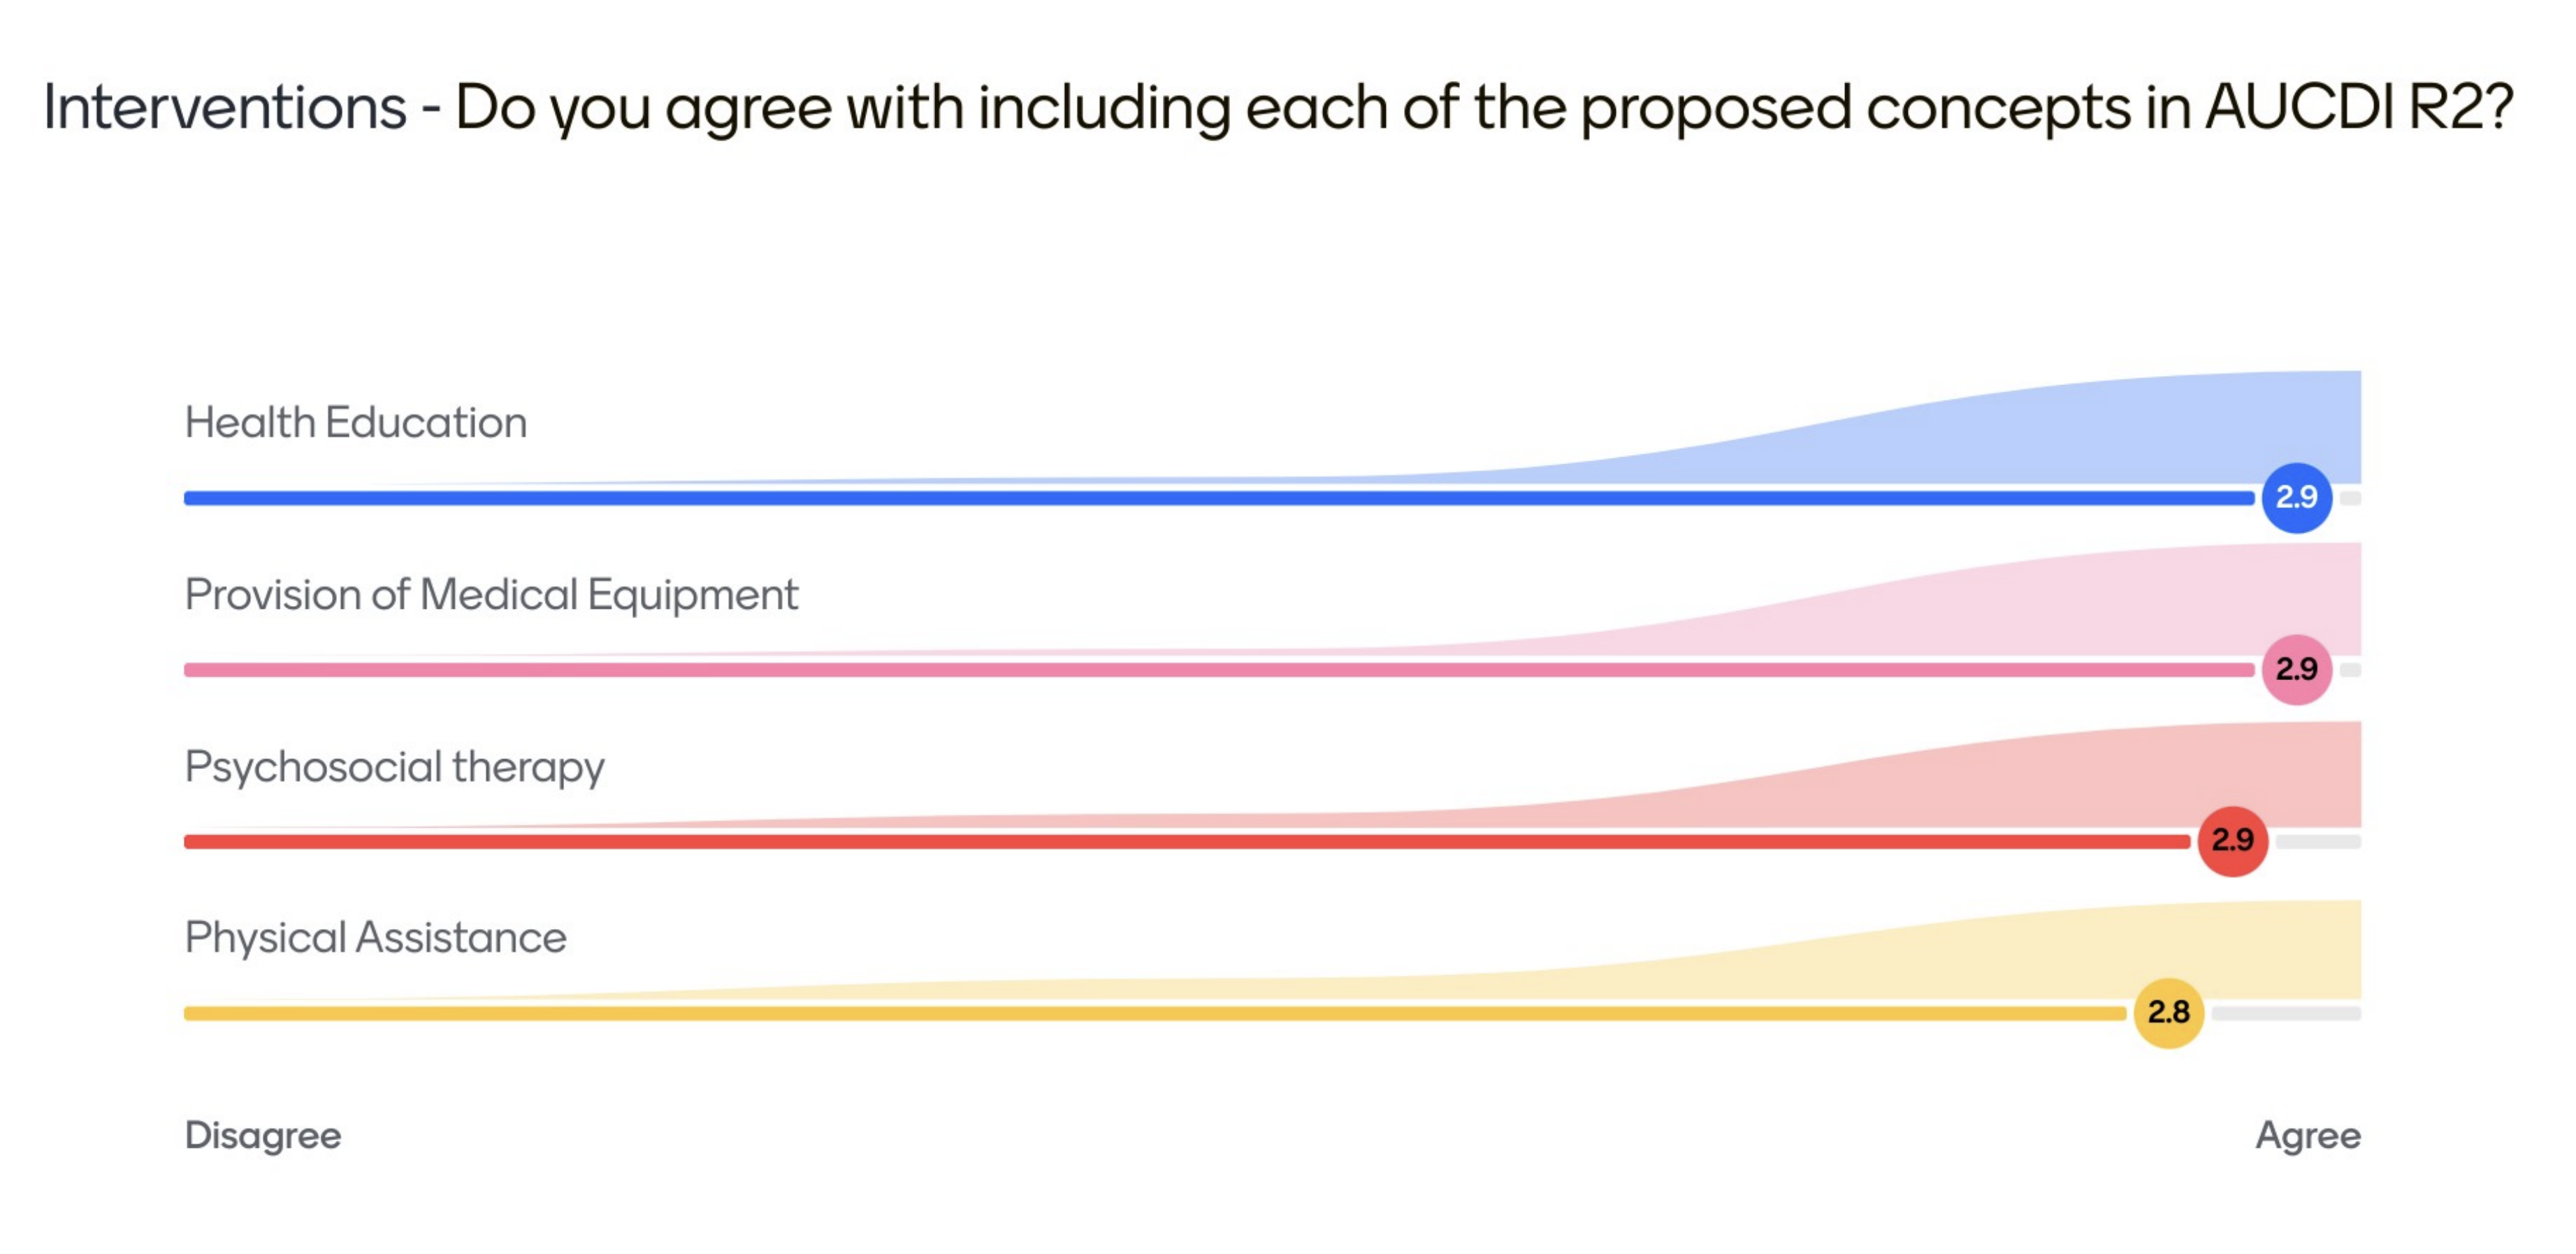 Interventions - Do you agree with including each of the proposed concepts in AUCDI R2?
Health Education
2.9
Provision of Medical Equipment
2.9
Psychosocial therapy
2.9
Physical Assistance
2.8
Disagree Agree